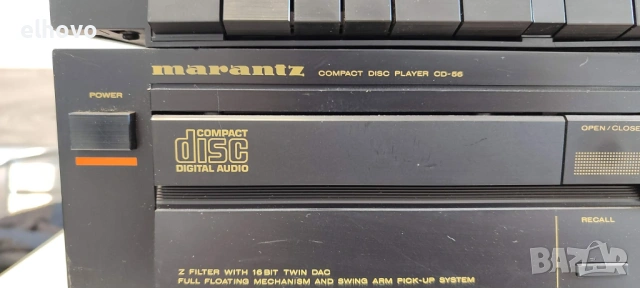 elhovo
marantz COMPACT DISC PLAYER CD-56
POWER
COMPACT
disc
DIGITAL AUDIO
OPEN/CLOSE
RECALL
Z FILTER WITH 16 BIT TWIN DAC
FULL FLOATING MECHANISM AND SWING ARM PICK-UP SYSTEM
bazar